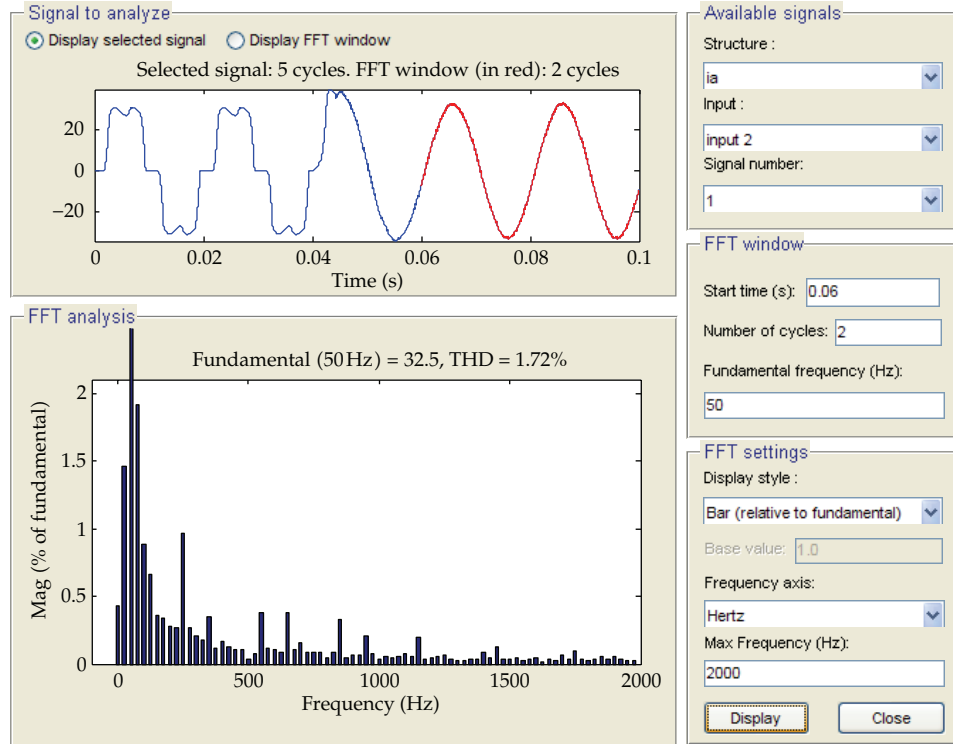 Signal to analyze
Display selected signal Display FFT window
Selected signal: 5 cycles. FFT window (in red): 2 cycles
20
0
−20
0 0.02 0.04 0.06 0.08 0.1
Time (s)
FFT analysis
Fundamental (50 Hz) = 32.5, THD = 1.72%
2
1.5
1
0.5
0
Mag (% of fundamental)
0 500 1000 1500 2000
Frequency (Hz)
Available signals
Structure :
ia
Input :
input 2
Signal number:
1
FFT window
Start time (s): 0.06
Number of cycles: 2
Fundamental frequency (Hz):
50
FFT settings
Display style :
Bar (relative to fundamental)
Base value: 1.0
Frequency axis:
Hertz
Max Frequency (Hz):
2000
Display Close